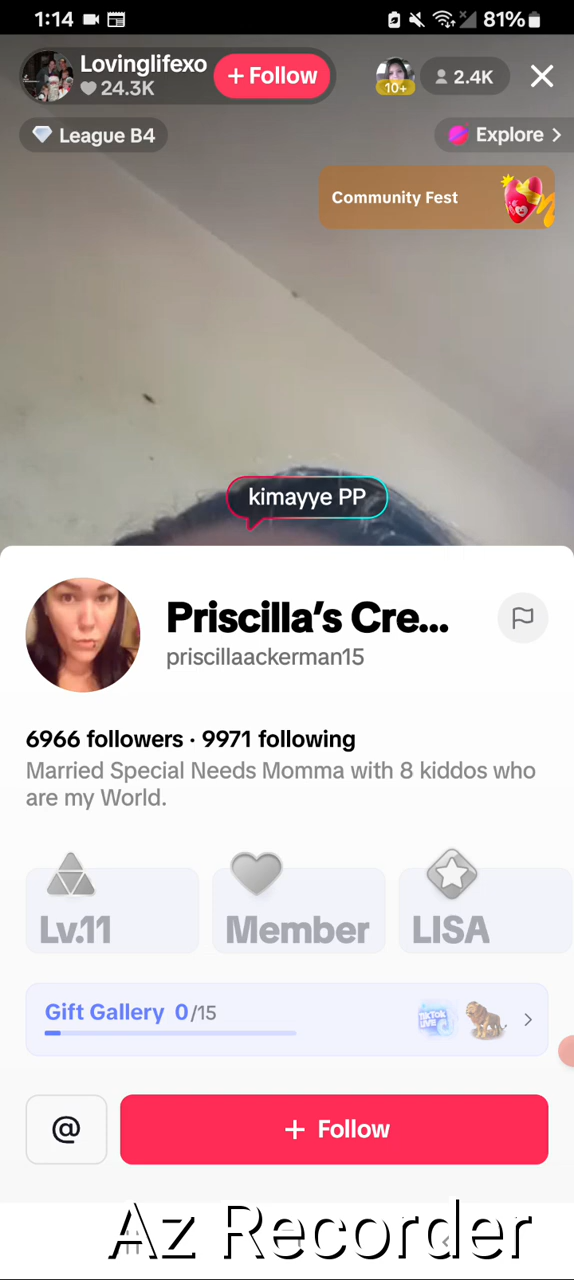 1:14 81%
Lovinglifexo
24.3K
+ Follow
10+
2.4K
League B4
Explore
Community Fest
kimayye PP
Priscilla’s Cre...
priscillaackerman15
6966 followers · 9971 following
Married Special Needs Momma with 8 kiddos who
are my World.
Lv.11
Member
LISA
Gift Gallery 0/15
TikTok
LIVE
@
+ Follow
Az Recorder